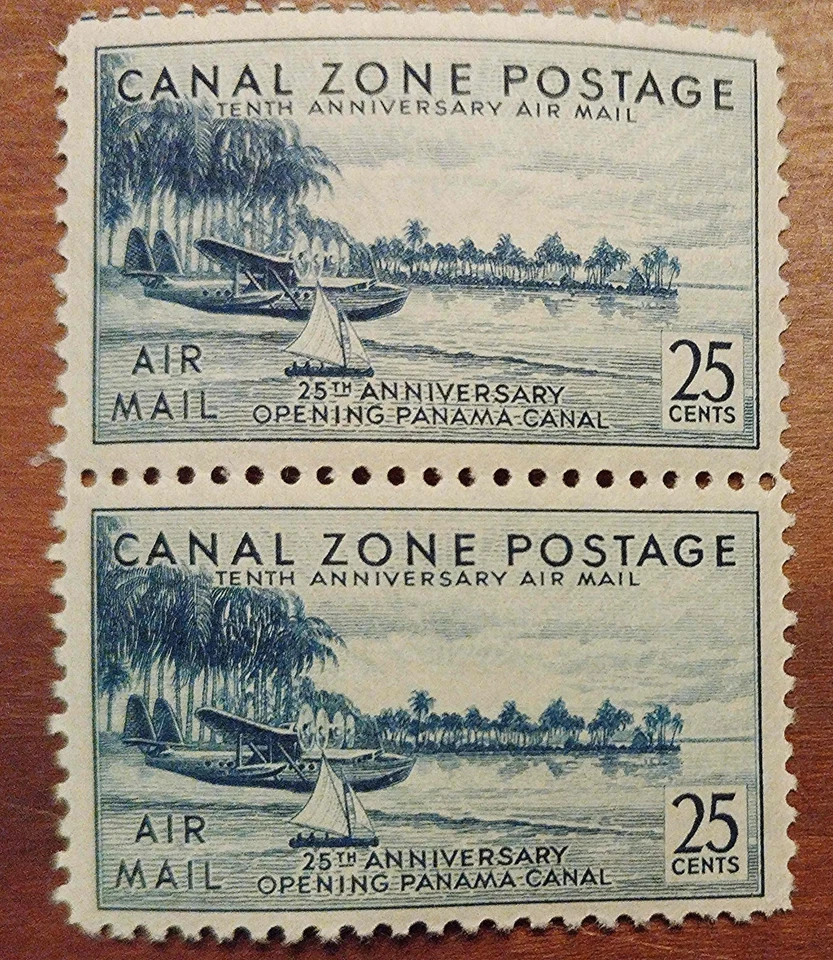 CANAL ZONE POSTAGE
TENTH ANNIVERSARY AIR MAIL
AIR
MAIL
25TH ANNIVERSARY
OPENING PANAMA-CANAL
25
CENTS
CANAL ZONE POSTAGE
TENTH ANNIVERSARY AIR MAIL
AIR
MAIL
25TH ANNIVERSARY
OPENING PANAMA-CANAL
25
CENTS